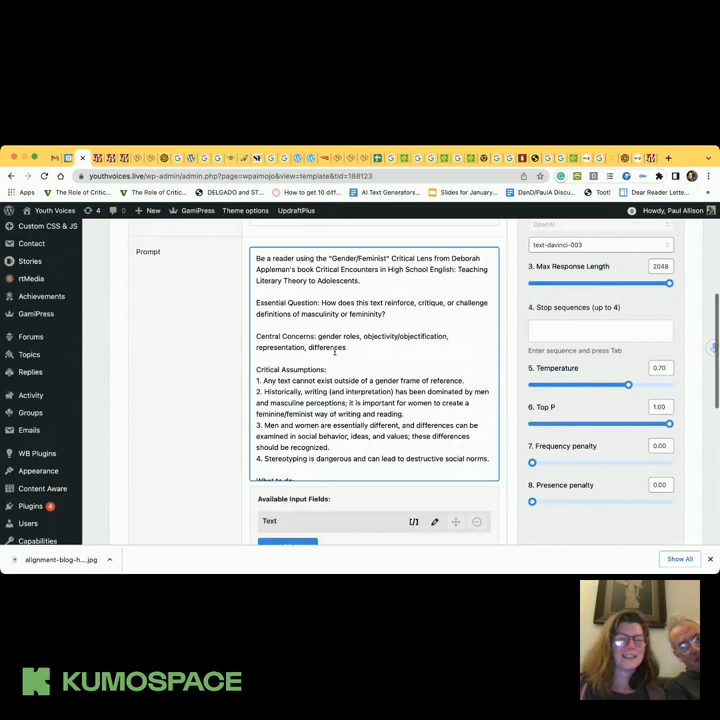 youthvoices.live/wp-admin/admin.php?page=wpaimojo&view=template&tid=188123
Apps
The Role of Critic...
The Role of Critic...
DELGADO and ST...
How to get 10 diff...
AI Text Generators...
Slides for January...
DanD/PaulA Discu...
Toot!
Dear Reader Letter...
Youth Voices
4
0
New
GamiPress
Theme options
UpdraftPlus
Howdy, Paul Allison
Custom CSS & JS
Contact
Stories
rtMedia
Achievements
GamiPress
Forums
Topics
Replies
Activity
Groups
Emails
WB Plugins
Appearance
Content Aware
Plugins 4
Users
Capabilities
Prompt
Be a reader using the "Gender/Feminist" Critical Lens from Deborah
Appleman's book Critical Encounters in High School English: Teaching
Literary Theory to Adolescents.
Essential Question: How does this text reinforce, critique, or challenge
definitions of masculinity or femininity?
Central Concerns: gender roles, objectivity/objectification,
representation, differences
Critical Assumptions:
1. Any text cannot exist outside of a gender frame of reference.
2. Historically, writing (and interpretation) has been dominated by men
and masculine perceptions; it is important for women to create a
feminine/feminist way of writing and reading.
3. Men and women are essentially different, and differences can be
examined in social behavior, ideas, and values; these differences
should be recognized.
4. Stereotyping is dangerous and can lead to destructive social norms.
What to do:
Available Input Fields:
Text
[/]
OpenAI
text-davinci-003
3. Max Response Length
2048
4. Stop sequences (up to 4)
Enter sequence and press Tab
5. Temperature
0.70
6. Top P
1.00
7. Frequency penalty
0.00
8. Presence penalty
0.00
alignment-blog-h....jpg
Show All
KUMOSPACE